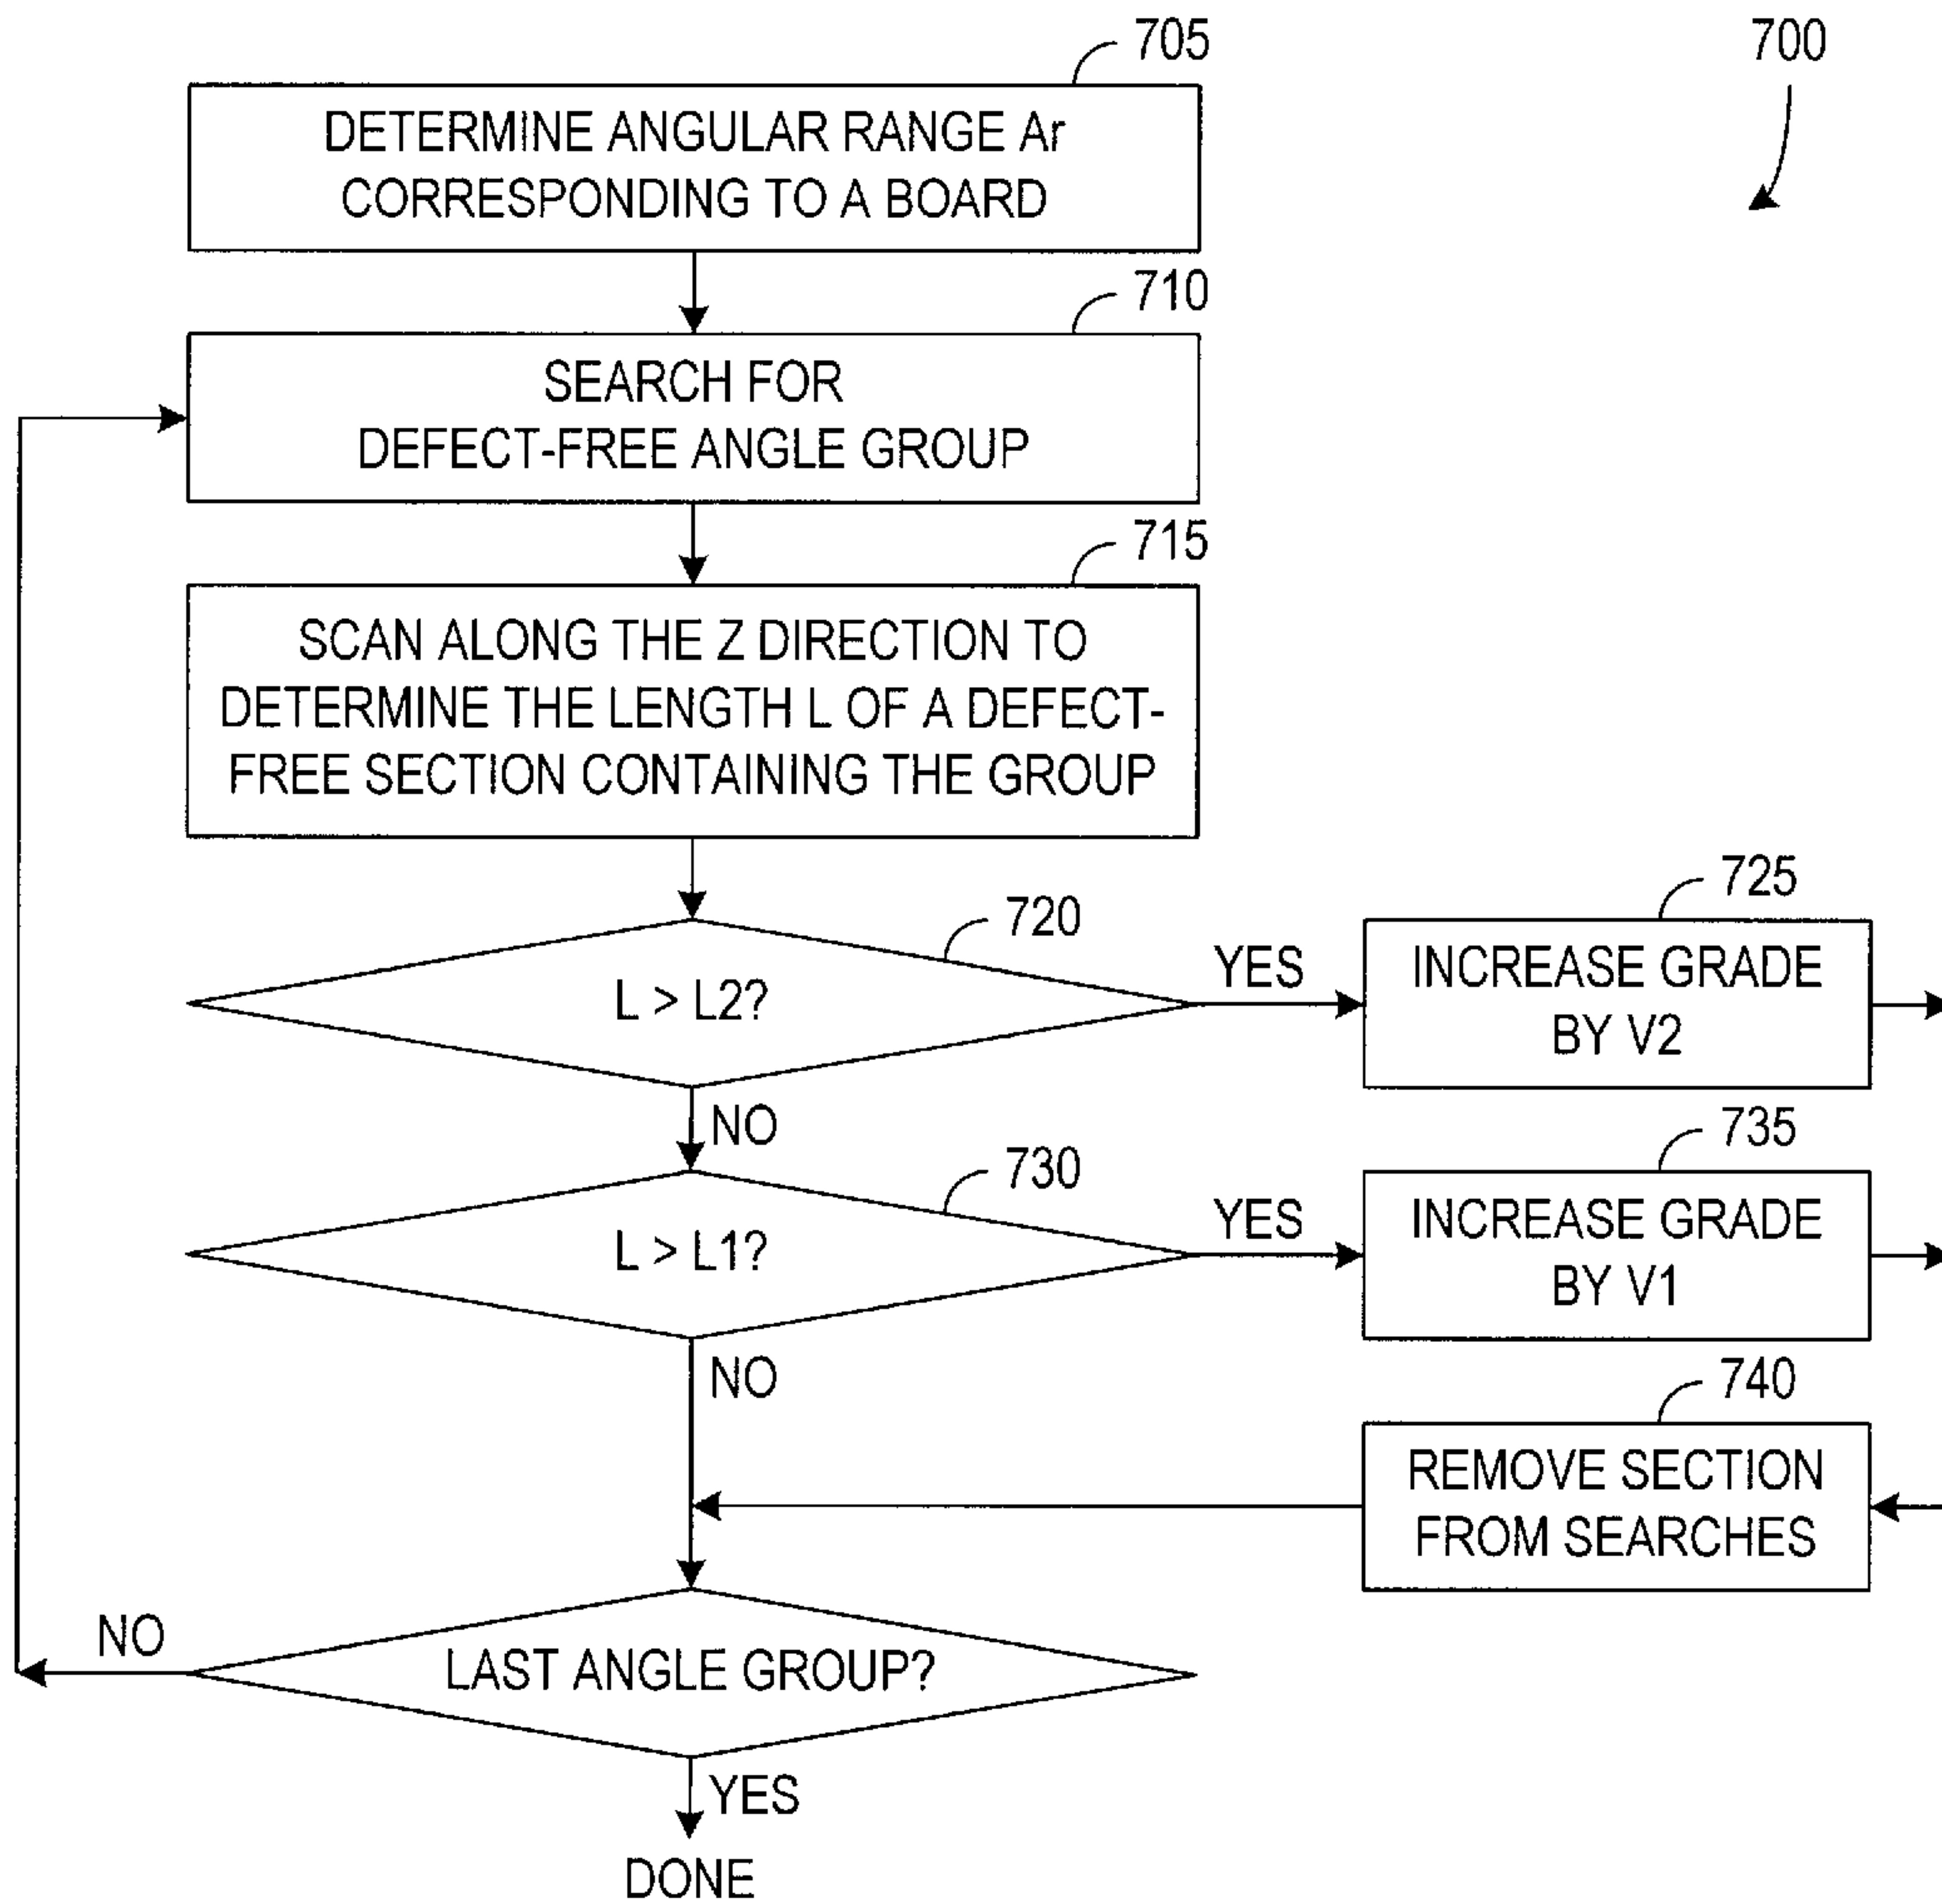 705
700
DETERMINE ANGULAR RANGE Ar
CORRESPONDING TO A BOARD
710
SEARCH FOR
DEFECT-FREE ANGLE GROUP
715
SCAN ALONG THE Z DIRECTION TO
DETERMINE THE LENGTH L OF A DEFECT-
FREE SECTION CONTAINING THE GROUP
720
L > L2?
YES
725
INCREASE GRADE
BY V2
NO
730
L > L1?
YES
735
INCREASE GRADE
BY V1
NO
740
REMOVE SECTION
FROM SEARCHES
LAST ANGLE GROUP?
NO
YES
DONE